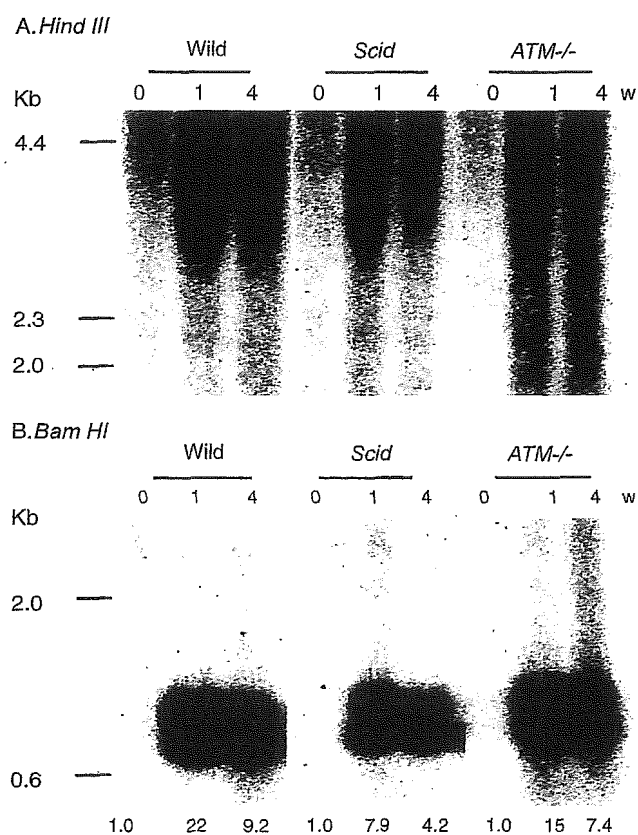 A. Hind III
Wild Scid ATM-/-
Kb 0 1 4 0 1 4 0 1 4 w
4.4
2.3
2.0
B. Bam HI
Wild Scid ATM-/-
0 1 4 0 1 4 0 1 4 w
Kb
2.0
0.6
1.0 22 9.2 1.0 7.9 4.2 1.0 15 7.4